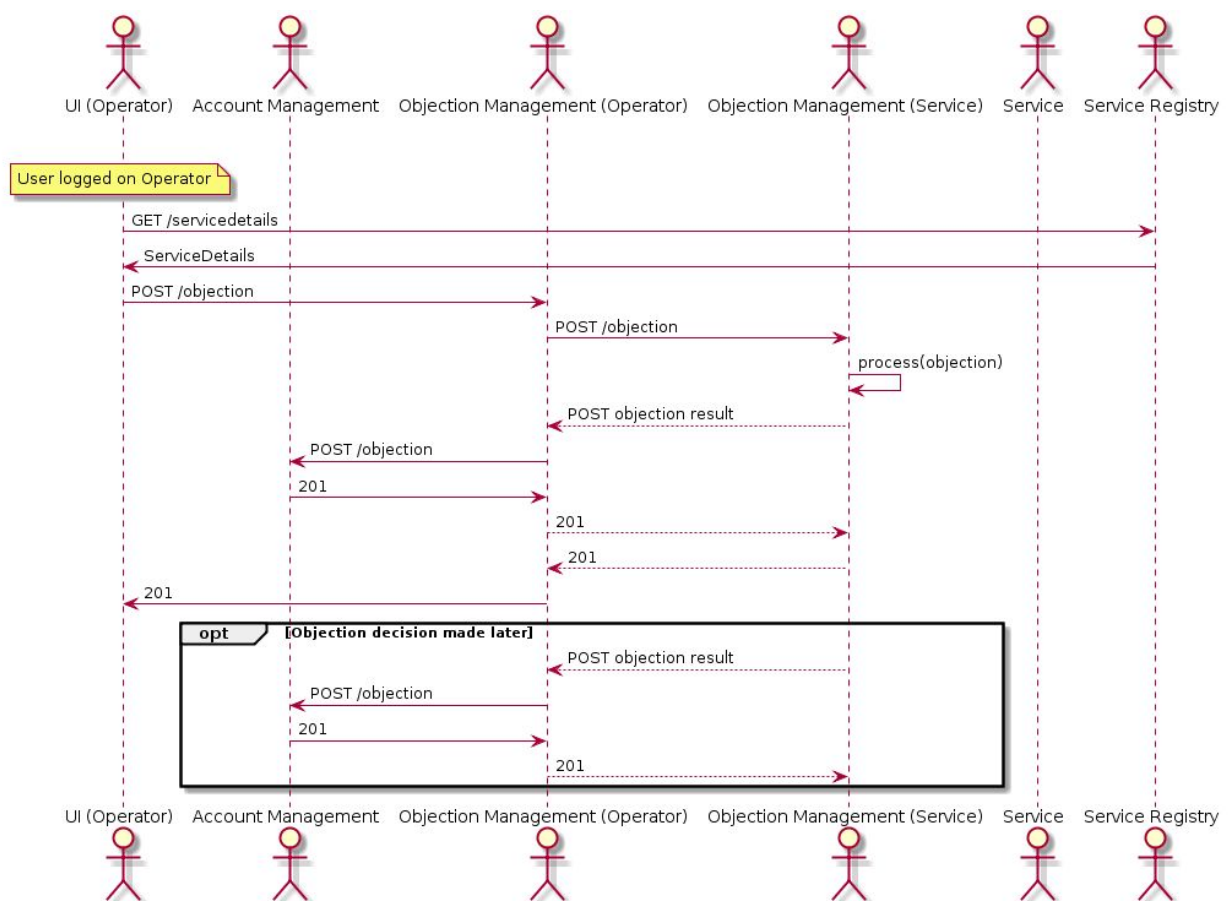 UI (Operator) Account Management Objection Management (Operator) Objection Management (Service) Service Service Registry
User logged on Operator
GET /servicedetails
ServiceDetails
POST /objection
POST /objection
process(objection)
POST objection result
POST /objection
201
201
201
201
opt [Objection decision made later]
POST objection result
POST /objection
201
201
UI (Operator) Account Management Objection Management (Operator) Objection Management (Service) Service Service Registry